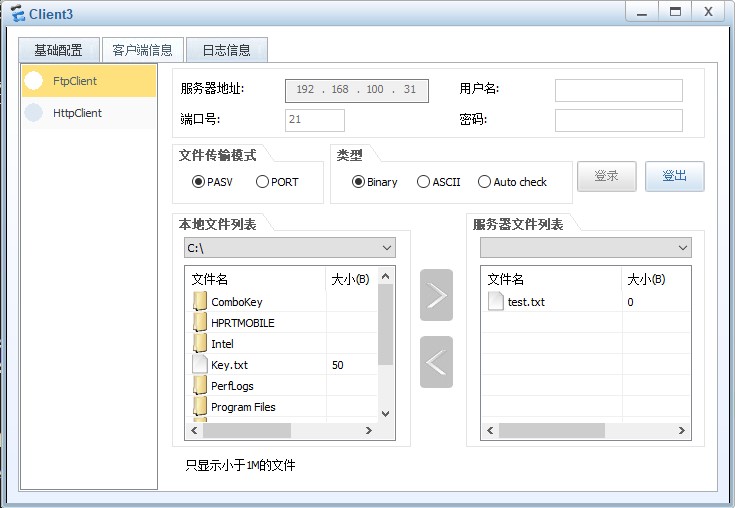 Client3
基础配置 客户端信息 日志信息
FtpClient
HttpClient
服务器地址: 192 . 168 . 100 . 31 用户名:
端口号: 21 密码:
文件传输模式 类型
PASV PORT Binary ASCII Auto check 登录 登出
本地文件列表 服务器文件列表
C:\
文件名 大小(B) 文件名 大小(B)
ComboKey test.txt 0
HPRTMOBILE
Intel
Key.txt 50
PerfLogs
Program Files
只显示小于1M的文件